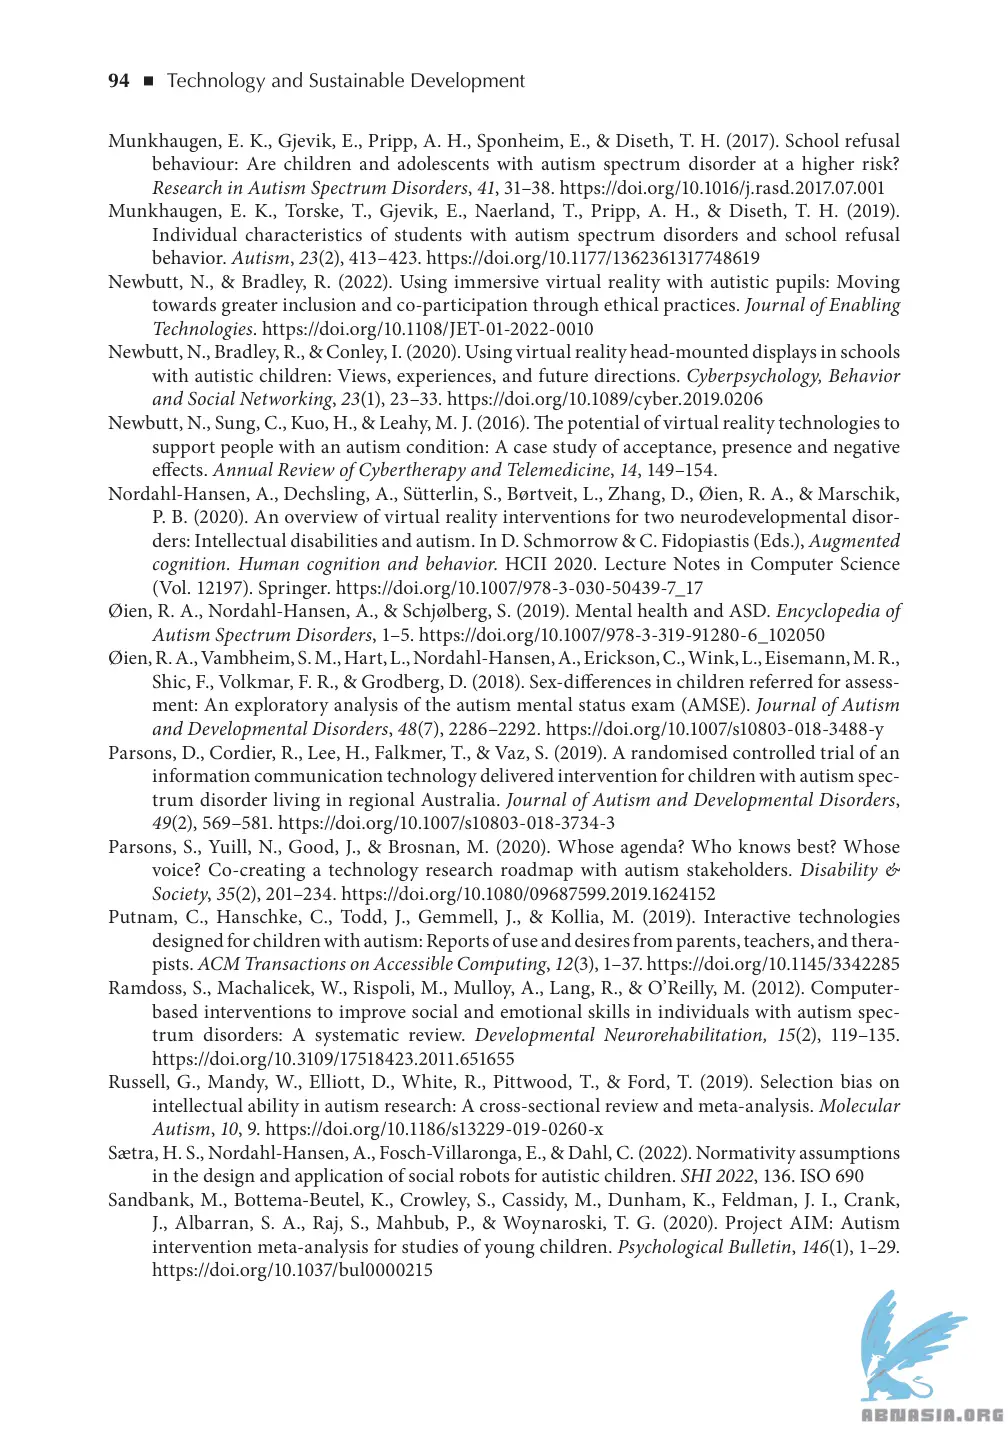 94 ■ Technology and Sustainable Development
Munkhaugen, E. K., Gjevik, E., Pripp, A. H., Sponheim, E., & Diseth, T. H. (2017). School refusal
behaviour: Are children and adolescents with autism spectrum disorder at a higher risk?
Research in Autism Spectrum Disorders, 41, 31–38. https://doi.org/10.1016/j.rasd.2017.07.001
Munkhaugen, E. K., Torske, T., Gjevik, E., Naerland, T., Pripp, A. H., & Diseth, T. H. (2019).
Individual characteristics of students with autism spectrum disorders and school refusal
behavior. Autism, 23(2), 413–423. https://doi.org/10.1177/1362361317748619
Newbutt, N., & Bradley, R. (2022). Using immersive virtual reality with autistic pupils: Moving
towards greater inclusion and co-participation through ethical practices. Journal of Enabling
Technologies. https://doi.org/10.1108/JET-01-2022-0010
Newbutt, N., Bradley, R., & Conley, I. (2020). Using virtual reality head-mounted displays in schools
with autistic children: Views, experiences, and future directions. Cyberpsychology, Behavior
and Social Networking, 23(1), 23–33. https://doi.org/10.1089/cyber.2019.0206
Newbutt, N., Sung, C., Kuo, H., & Leahy, M. J. (2016). The potential of virtual reality technologies to
support people with an autism condition: A case study of acceptance, presence and negative
effects. Annual Review of Cybertherapy and Telemedicine, 14, 149–154.
Nordahl-Hansen, A., Dechsling, A., Sütterlin, S., Børtveit, L., Zhang, D., Øien, R. A., & Marschik,
P. B. (2020). An overview of virtual reality interventions for two neurodevelopmental disor-
ders: Intellectual disabilities and autism. In D. Schmorrow & C. Fidopiastis (Eds.), Augmented
cognition. Human cognition and behavior. HCII 2020. Lecture Notes in Computer Science
(Vol. 12197). Springer. https://doi.org/10.1007/978-3-030-50439-7_17
Øien, R. A., Nordahl-Hansen, A., & Schjølberg, S. (2019). Mental health and ASD. Encyclopedia of
Autism Spectrum Disorders, 1–5. https://doi.org/10.1007/978-3-319-91280-6_102050
Øien, R. A., Vambheim, S. M., Hart, L., Nordahl-Hansen, A., Erickson, C., Wink, L., Eisemann, M. R.,
Shic, F., Volkmar, F. R., & Grodberg, D. (2018). Sex-differences in children referred for assess-
ment: An exploratory analysis of the autism mental status exam (AMSE). Journal of Autism
and Developmental Disorders, 48(7), 2286–2292. https://doi.org/10.1007/s10803-018-3488-y
Parsons, D., Cordier, R., Lee, H., Falkmer, T., & Vaz, S. (2019). A randomised controlled trial of an
information communication technology delivered intervention for children with autism spec-
trum disorder living in regional Australia. Journal of Autism and Developmental Disorders,
49(2), 569–581. https://doi.org/10.1007/s10803-018-3734-3
Parsons, S., Yuill, N., Good, J., & Brosnan, M. (2020). Whose agenda? Who knows best? Whose
voice? Co-creating a technology research roadmap with autism stakeholders. Disability &
Society, 35(2), 201–234. https://doi.org/10.1080/09687599.2019.1624152
Putnam, C., Hanschke, C., Todd, J., Gemmell, J., & Kollia, M. (2019). Interactive technologies
designed for children with autism: Reports of use and desires from parents, teachers, and thera-
pists. ACM Transactions on Accessible Computing, 12(3), 1–37. https://doi.org/10.1145/3342285
Ramdoss, S., Machalicek, W., Rispoli, M., Mulloy, A., Lang, R., & O’Reilly, M. (2012). Computer-
based interventions to improve social and emotional skills in individuals with autism spec-
trum disorders: A systematic review. Developmental Neurorehabilitation, 15(2), 119–135.
https://doi.org/10.3109/17518423.2011.651655
Russell, G., Mandy, W., Elliott, D., White, R., Pittwood, T., & Ford, T. (2019). Selection bias on
intellectual ability in autism research: A cross-sectional review and meta-analysis. Molecular
Autism, 10, 9. https://doi.org/10.1186/s13229-019-0260-x
Sætra, H. S., Nordahl-Hansen, A., Fosch-Villaronga, E., & Dahl, C. (2022). Normativity assumptions
in the design and application of social robots for autistic children. SHI 2022, 136. ISO 690
Sandbank, M., Bottema-Beutel, K., Crowley, S., Cassidy, M., Dunham, K., Feldman, J. I., Crank,
J., Albarran, S. A., Raj, S., Mahbub, P., & Woynaroski, T. G. (2020). Project AIM: Autism
intervention meta-analysis for studies of young children. Psychological Bulletin, 146(1), 1–29.
https://doi.org/10.1037/bul0000215
ABNASIA.ORG